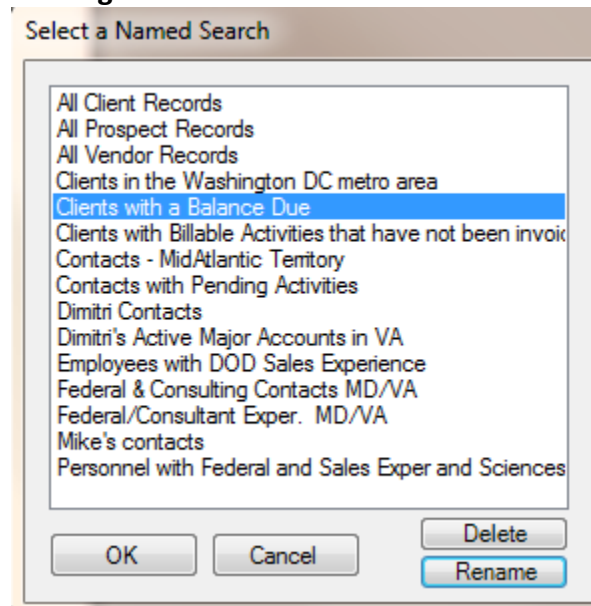 Select a Named Search
All Client Records
All Prospect Records
All Vendor Records
Clients in the Washington DC metro area
Clients with a Balance Due
Clients with Billable Activities that have not been
Contacts - MidAtlantic Territory
Contacts with Pending Activities
Dimitri Contacts
Dimitri's Active Major Accounts in VA
Employees with DOD Sales Experience
Federal & Consulting Contacts MD/VA
Federal/Consultant Exper.  MD/VA
Mike's contacts
Personnel with Federal and Sales Exper and Sciences
OK Cancel Delete
Rename